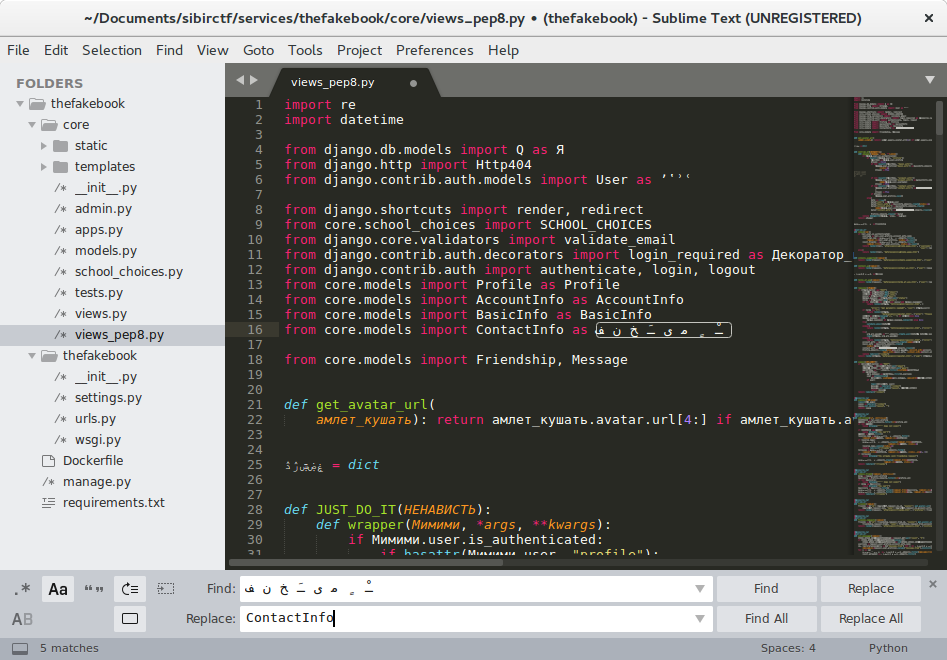 ~/Documents/sibirctf/services/thefakebook/core/views_pep8.py • (thefakebook) - Sublime Text (UNREGISTERED)
File Edit Selection Find View Goto Tools Project Preferences Help
FOLDERS
thefakebook
core
static
templates
/* __init__.py
/* admin.py
/* apps.py
/* models.py
/* school_choices.py
/* tests.py
/* views.py
/* views_pep8.py
thefakebook
/* __init__.py
/* settings.py
/* urls.py
/* wsgi.py
Dockerfile
/* manage.py
requirements.txt
views_pep8.py
1 import re
2 import datetime
3
4 from django.db.models import Q as Я
5 from django.http import Http404
6 from django.contrib.auth.models import User as
7
8 from django.shortcuts import render, redirect
9 from core.school_choices import SCHOOL_CHOICES
10 from django.core.validators import validate_email
11 from django.contrib.auth.decorators import login_required as Декоратор_
12 from django.contrib.auth import authenticate, login, logout
13 from core.models import Profile as Profile
14 from core.models import AccountInfo as AccountInfo
15 from core.models import BasicInfo as BasicInfo
16 from core.models import ContactInfo as
17
18 from core.models import Friendship, Message
19
20
21 def get_avatar_url(
22 амлет_кушать): return амлет_кушать.avatar.url[4:] if амлет_кушать.av
23
24
25 = dict
26
27
28 def JUST_DO_IT(НЕНАВИСТЬ):
29 def wrapper(Мимими, *args, **kwargs):
30 if Мимими.user.is_authenticated:
31 if hasattr(Мимими.user, "profile"):
.* Aa “” Find: Find Replace
AB Replace: ContactInfo Find All Replace All
5 matches Spaces: 4 Python